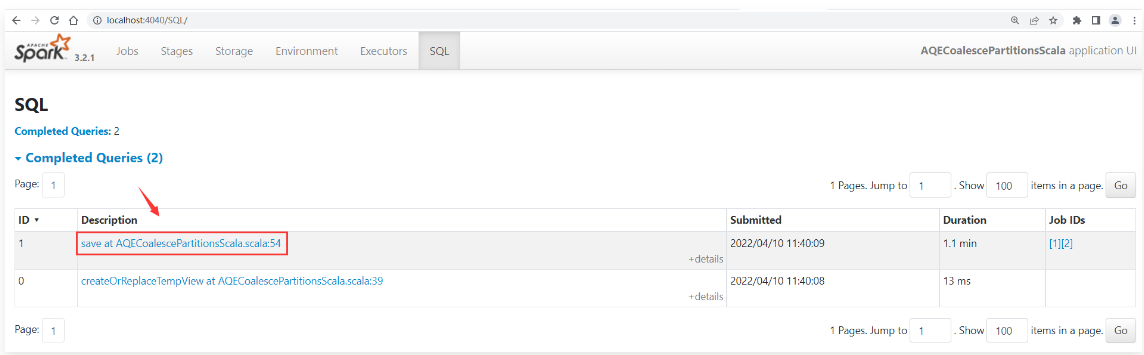 localhost:4040/SQL/
APACHE Spark 3.2.1 Jobs Stages Storage Environment Executors SQL AQECoalescePartitionsScala application UI
SQL
Completed Queries: 2
Completed Queries (2)
Page: 1 1 Pages. Jump to 1 . Show 100 items in a page. Go
ID ▾ Description Submitted Duration Job IDs
1 save at AQECoalescePartitionsScala.scala:54 2022/04/10 11:40:09 1.1 min [1][2]
+details
0 createOrReplaceTempView at AQECoalescePartitionsScala.scala:39 2022/04/10 11:40:08 13 ms
+details
Page: 1 1 Pages. Jump to 1 . Show 100 items in a page. Go